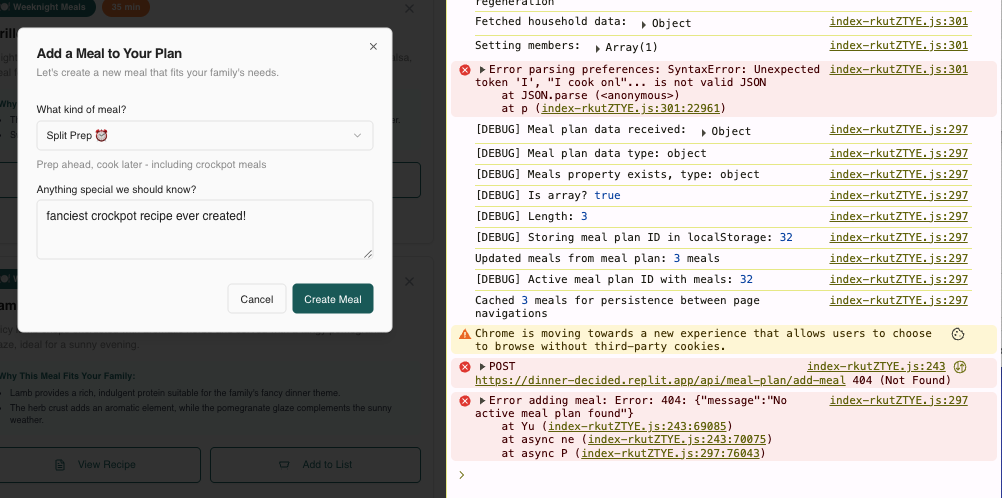 Weeknight Meals
35 min
Add a Meal to Your Plan
Let's create a new meal that fits your family's needs.
What kind of meal?
Split Prep ⏰
Prep ahead, cook later - including crockpot meals
Anything special we should know?
fanciest crockpot recipe ever created!
Cancel
Create Meal
ideal for a sunny evening.
Why This Meal Fits Your Family:
Lamb provides a rich, indulgent protein suitable for the family's fancy dinner theme.
The herb crust adds an aromatic element, while the pomegranate glaze complements the sunny
weather.
View Recipe
Add to List
regeneration
Fetched household data: ▶ Object index-rkutZTYE.js:301
Setting members: ▶ Array(1) index-rkutZTYE.js:301
▶ Error parsing preferences: SyntaxError: Unexpected index-rkutZTYE.js:301
token 'I', "I cook onl"... is not valid JSON
at JSON.parse (<anonymous>)
at p (index-rkutZTYE.js:301:22961)
[DEBUG] Meal plan data received: ▶ Object index-rkutZTYE.js:297
[DEBUG] Meal plan data type: object index-rkutZTYE.js:297
[DEBUG] Meals property exists, type: object index-rkutZTYE.js:297
[DEBUG] Is array? true index-rkutZTYE.js:297
[DEBUG] Length: 3 index-rkutZTYE.js:297
[DEBUG] Storing meal plan ID in localStorage: 32 index-rkutZTYE.js:297
Updated meals from meal plan: 3 meals index-rkutZTYE.js:297
[DEBUG] Active meal plan ID with meals: 32 index-rkutZTYE.js:297
Cached 3 meals for persistence between page index-rkutZTYE.js:297
navigations
Chrome is moving towards a new experience that allows users to choose
to browse without third-party cookies.
▶ POST index-rkutZTYE.js:243
https://dinner-decided.replit.app/api/meal-plan/add-meal 404 (Not Found)
▶ Error adding meal: Error: 404: {"message":"No index-rkutZTYE.js:297
active meal plan found"}
at Yu (index-rkutZTYE.js:243:69085)
at async ne (index-rkutZTYE.js:243:70075)
at async P (index-rkutZTYE.js:297:76043)